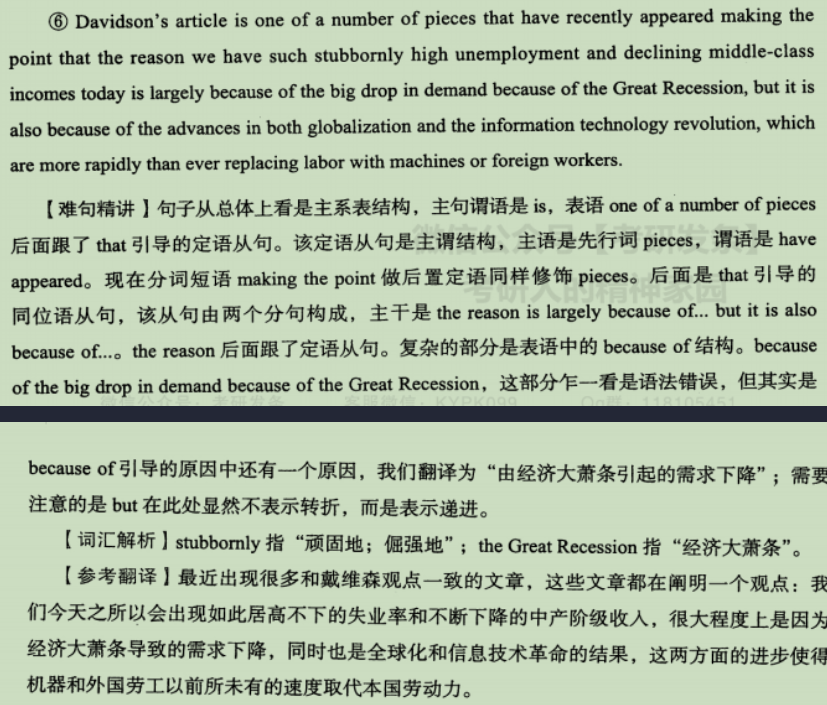 ⑥ Davidson's article is one of a number of pieces that have recently appeared making the
point that the reason we have such stubbornly high unemployment and declining middle-class
incomes today is largely because of the big drop in demand because of the Great Recession, but it is
also because of the advances in both globalization and the information technology revolution, which
are more rapidly than ever replacing labor with machines or foreign workers.
【难句精讲】句子从总体上看是主系表结构，主句谓语是 is，表语 one of a number of pieces
后面跟了 that 引导的定语从句。该定语从句是主谓结构，主语是先行词 pieces，谓语是 have
appeared。现在分词短语 making the point 做后置定语同样修饰 pieces。后面是 that 引导的
同位语从句，该从句由两个分句构成，主干是 the reason is largely because of... but it is also
because of...。the reason 后面跟了定语从句。复杂的部分是表语中的 because of 结构。because
of the big drop in demand because of the Great Recession，这部分乍一看是语法错误，但其实是
微信公众号：考研发条 客服微信：KYPK099 Qq群：118105451
because of 引导的原因中还有一个原因，我们翻译为“由经济大萧条引起的需求下降”；需要
注意的是 but 在此处显然不表示转折，而是表示递进。
【词汇解析】stubbornly 指“顽固地；倔强地”；the Great Recession 指“经济大萧条”。
【参考翻译】最近出现很多和戴维森观点一致的文章，这些文章都在阐明一个观点：我
们今天之所以会出现如此居高不下的失业率和不断下降的中产阶级收入，很大程度上是因为
经济大萧条导致的需求下降，同时也是全球化和信息技术革命的结果，这两方面的进步使得
机器和外国劳工以前所未有的速度取代本国劳动力。